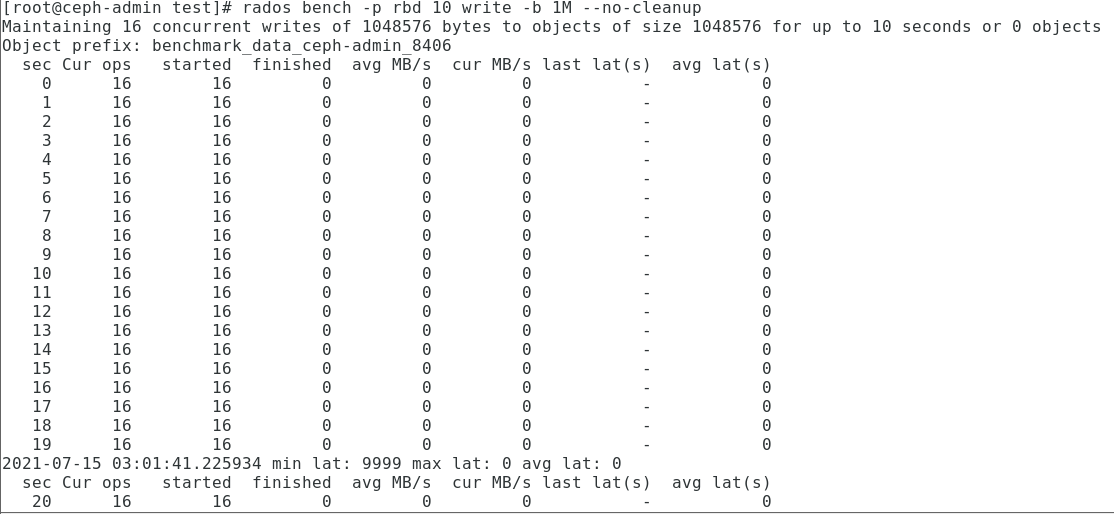 [root@ceph-admin test]# rados bench -p rbd 10 write -b 1M --no-cleanup
Maintaining 16 concurrent writes of 1048576 bytes to objects of size 1048576 for up to 10 seconds or 0 objects
Object prefix: benchmark_data_ceph-admin_8406
  sec Cur ops   started  finished  avg MB/s  cur MB/s last lat(s)  avg lat(s)
    0      16        16         0         0         0           -           0
    1      16        16         0         0         0           -           0
    2      16        16         0         0         0           -           0
    3      16        16         0         0         0           -           0
    4      16        16         0         0         0           -           0
    5      16        16         0         0         0           -           0
    6      16        16         0         0         0           -           0
    7      16        16         0         0         0           -           0
    8      16        16         0         0         0           -           0
    9      16        16         0         0         0           -           0
   10      16        16         0         0         0           -           0
   11      16        16         0         0         0           -           0
   12      16        16         0         0         0           -           0
   13      16        16         0         0         0           -           0
   14      16        16         0         0         0           -           0
   15      16        16         0         0         0           -           0
   16      16        16         0         0         0           -           0
   17      16        16         0         0         0           -           0
   18      16        16         0         0         0           -           0
   19      16        16         0         0         0           -           0
2021-07-15 03:01:41.225934 min lat: 9999 max lat: 0 avg lat: 0
  sec Cur ops   started  finished  avg MB/s  cur MB/s last lat(s)  avg lat(s)
   20      16        16         0         0         0           -           0